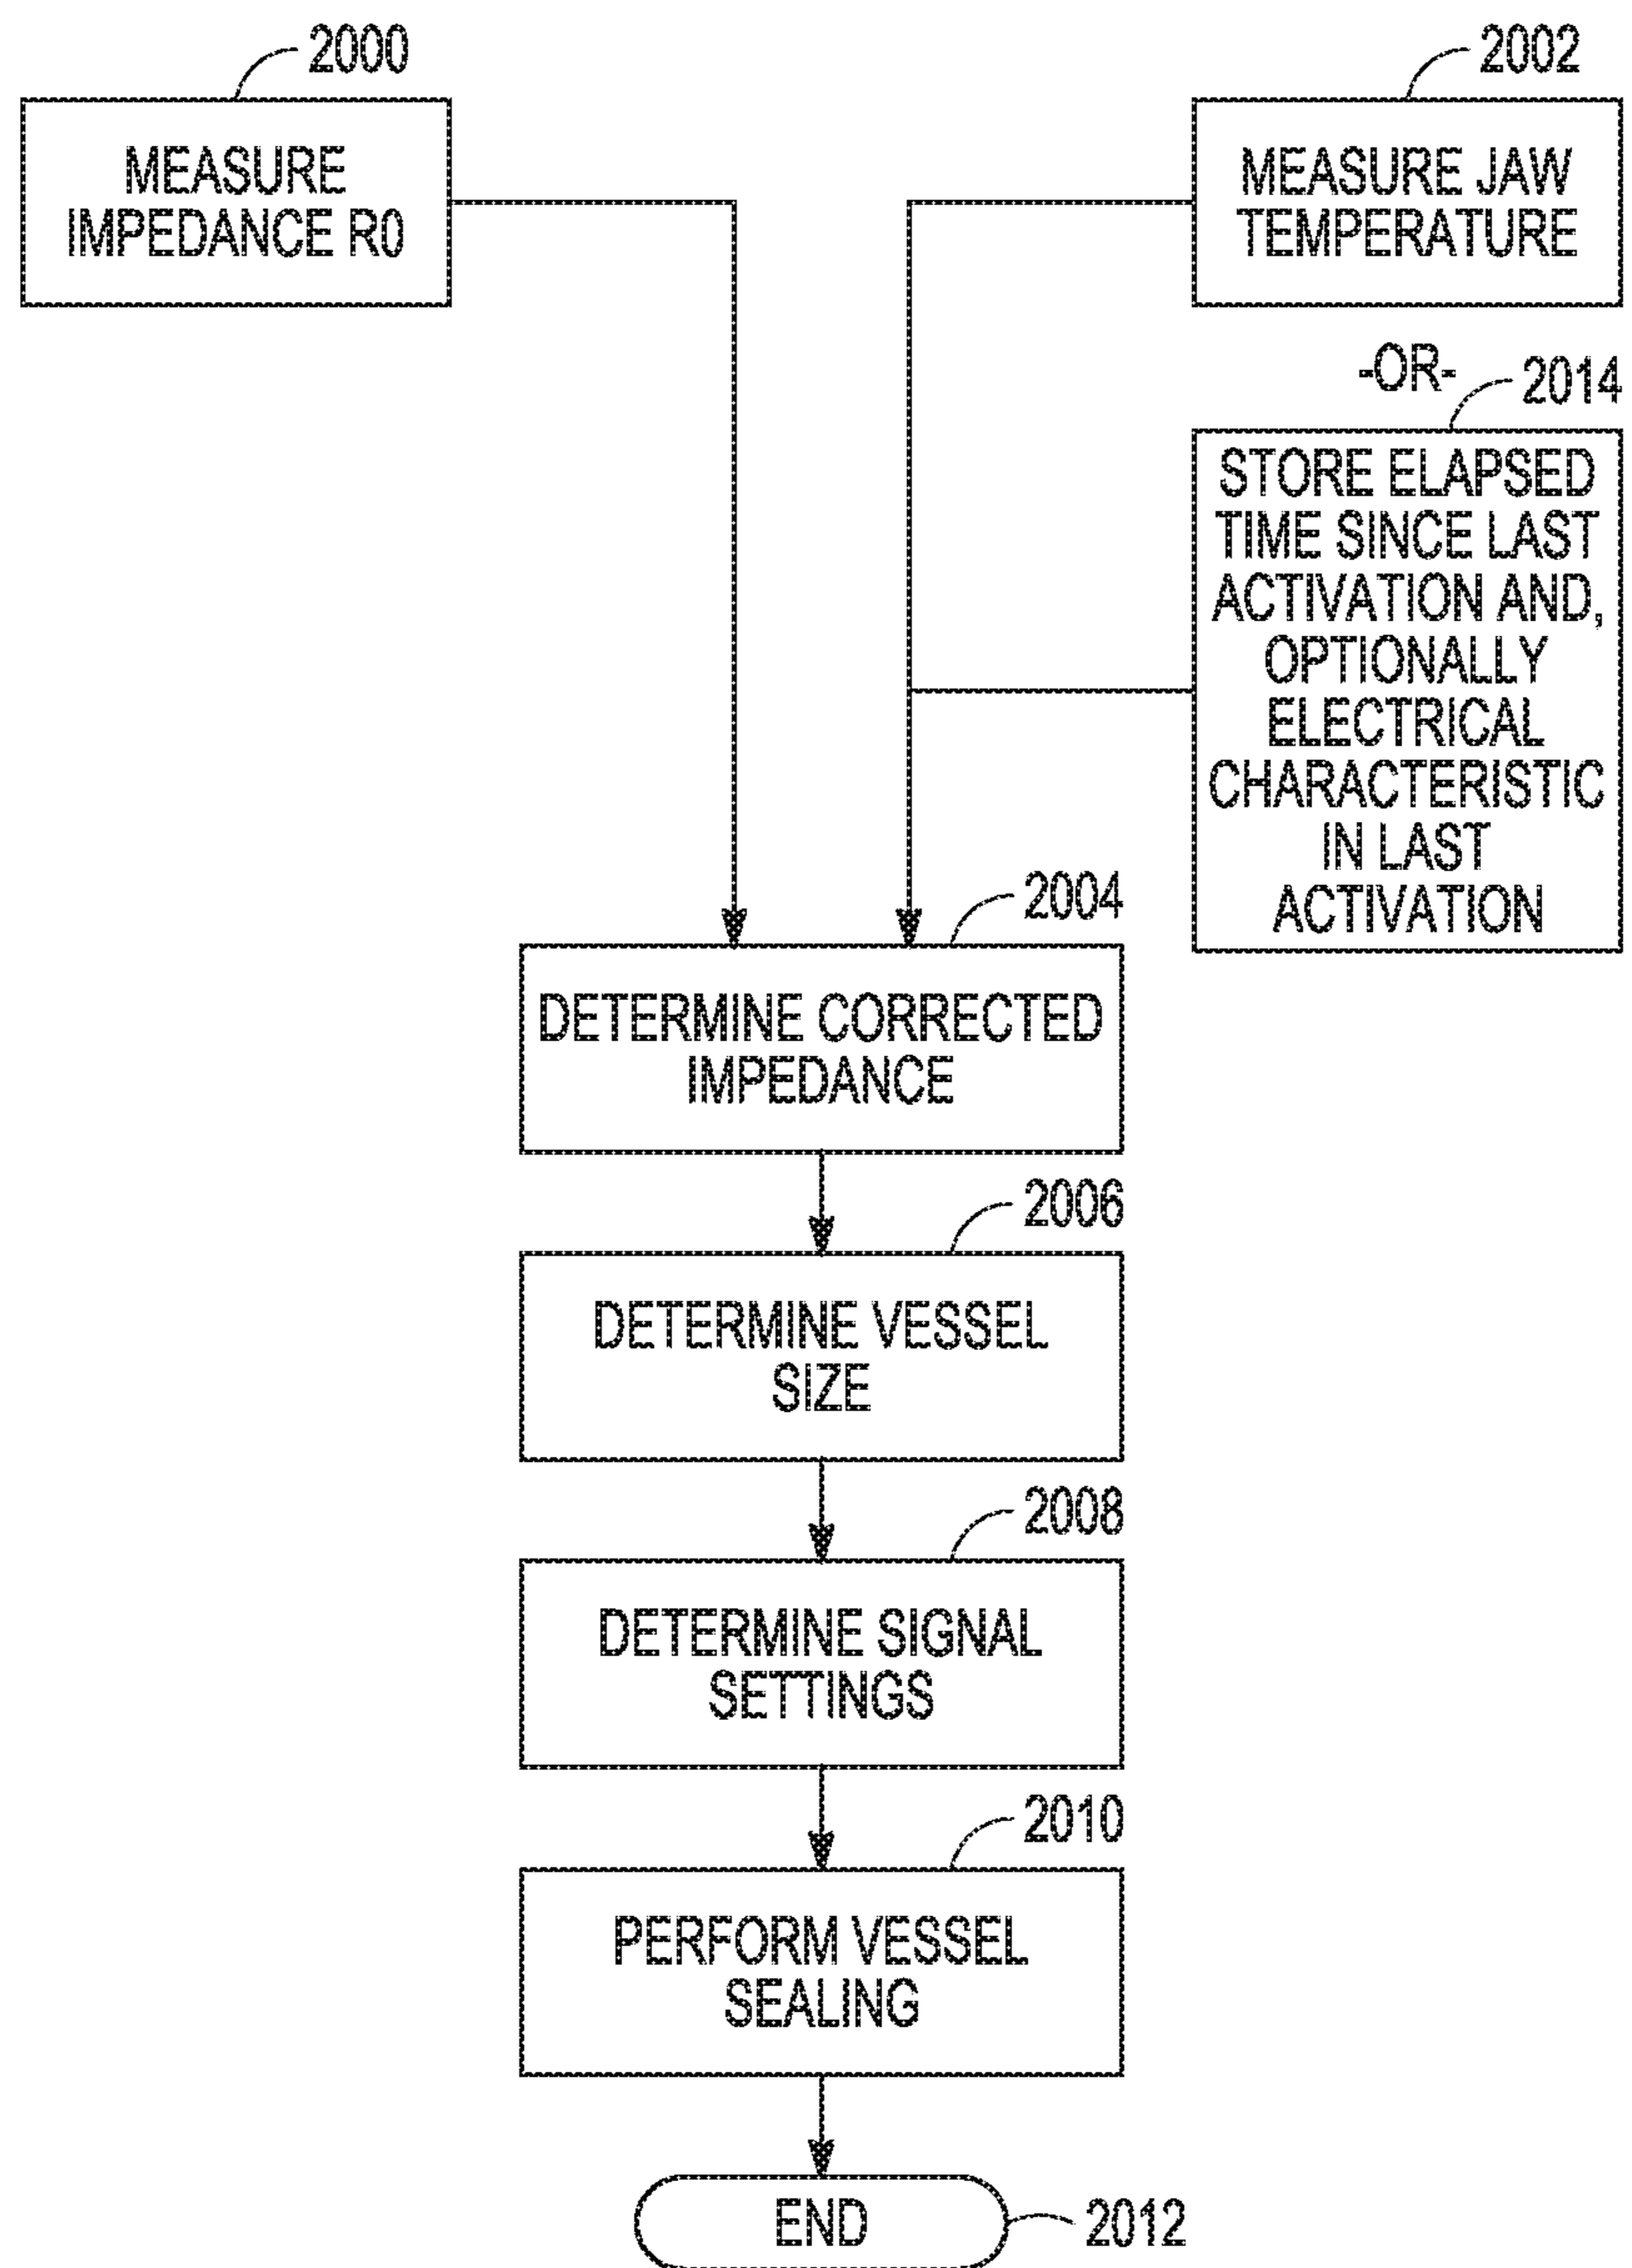 2000
MEASURE
IMPEDANCE R0
2002
MEASURE JAW
TEMPERATURE
-OR-
2014
STORE ELAPSED
TIME SINCE LAST
ACTIVATION AND,
OPTIONALLY
ELECTRICAL
CHARACTERISTIC
IN LAST
ACTIVATION
2004
DETERMINE CORRECTED
IMPEDANCE
2006
DETERMINE VESSEL
SIZE
2008
DETERMINE SIGNAL
SETTINGS
2010
PERFORM VESSEL
SEALING
END
2012